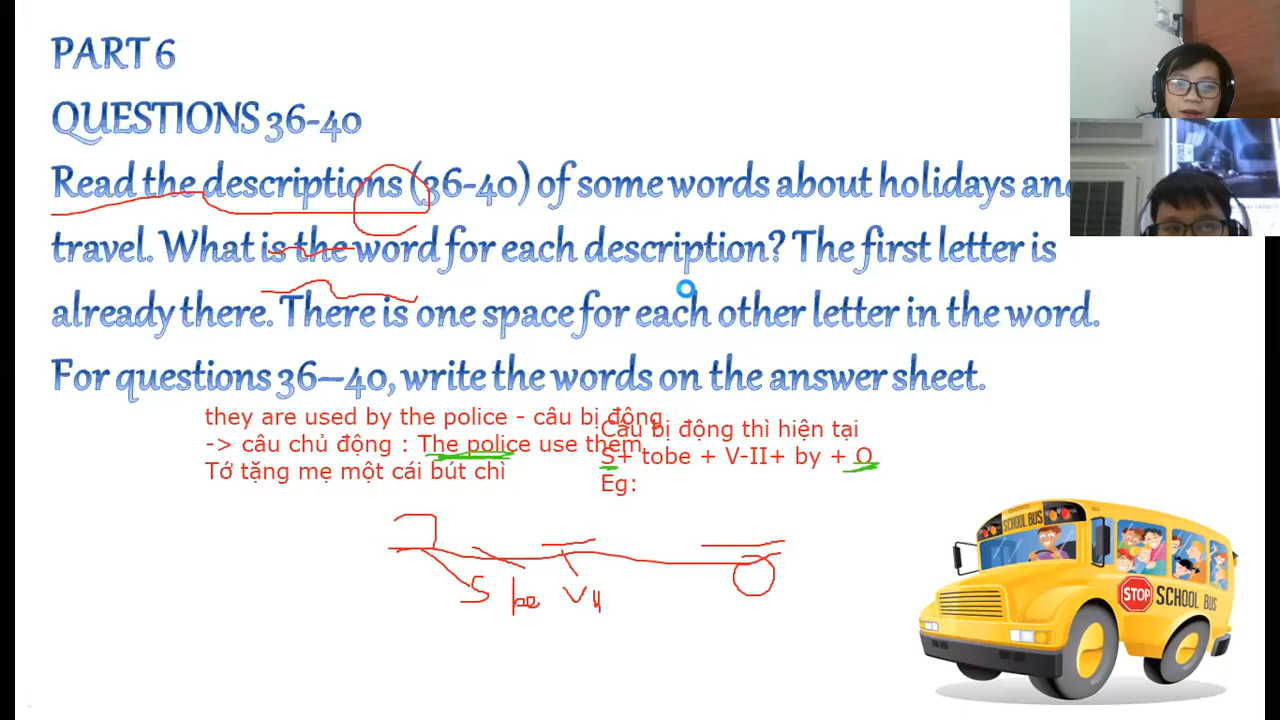 PART 6
QUESTIONS 36-40
Read the descriptions (36-40) of some words about holidays and
travel. What is the word for each description? The first letter is
already there. There is one space for each other letter in the word.
For questions 36–40, write the words on the answer sheet.
they are used by the police - câu bị động
-> câu chủ động : The police use them
Tớ tặng mẹ một cái bút chì
Câu bị động thì hiện tại
S+ tobe + V-II+ by + O
Eg:
S be V II
SCHOOL BUS
STOP SCHOOL BUS